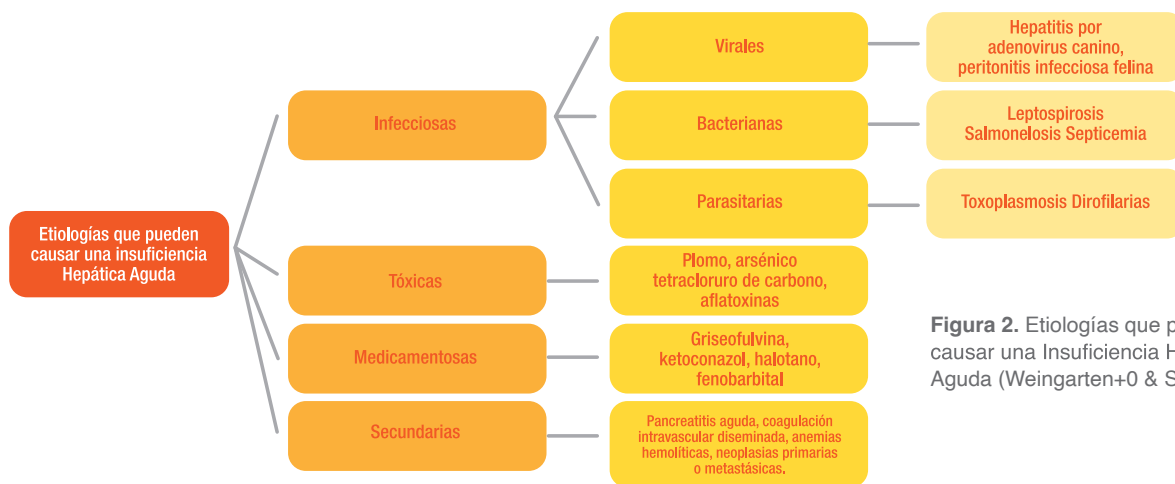 Etiologías que pueden
causar una insuficiencia
Hepática Aguda
Infecciosas
Virales
Hepatitis por
adenovirus canino,
peritonitis infecciosa felina
Bacterianas
Leptospirosis
Salmonelosis Septicemia
Parasitarias
Toxoplasmosis Dirofilarias
Tóxicas
Plomo, arsénico
tetracloruro de carbono,
aflatoxinas
Medicamentosas
Griseofulvina,
ketoconazol, halotano,
fenobarbital
Secundarias
Pancreatitis aguda, coagulación
intravascular diseminada, anemias
hemolíticas, neoplasias primarias
o metastásicas.
Figura 2. Etiologías que p
causar una Insuficiencia H
Aguda (Weingarten+0 & S